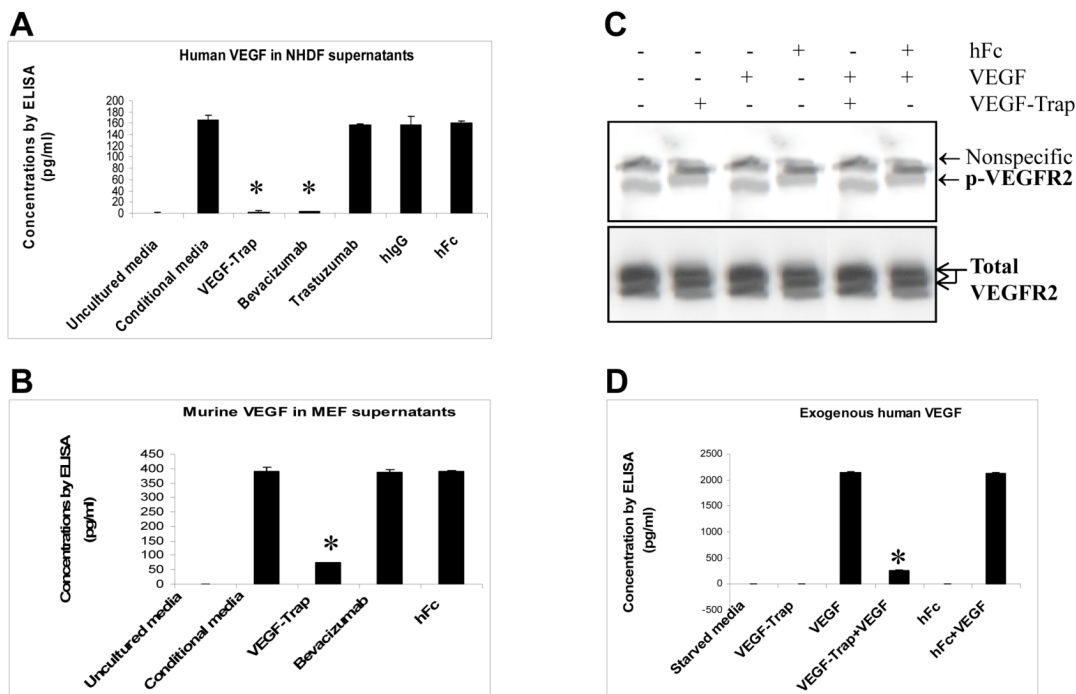 A
Human VEGF in NHDF supernatants
Concentrations by ELISA
(pg/ml)
200
180
160
140
120
100
80
60
40
20
0
*
*
Uncultured media
Conditional media
VEGF-Trap
Bevacizumab
Trastuzumab
hIgG
hFc
B
Murine VEGF in MEF supernatants
Concentrations by ELISA
(pg/ml)
450
400
350
300
250
200
150
100
50
0
*
Uncultured media
Conditional media
VEGF-Trap
Bevacizumab
hFc
C
- - - + - + hFc
- - + - + + VEGF
- + - - + - VEGF-Trap
← Nonspecific
← p-VEGFR2
Total
VEGFR2
D
Exogenous human VEGF
Concentration by ELISA
(pg/ml)
2500
2000
1500
1000
500
0
-500
*
Starved media
VEGF-Trap
VEGF
VEGF-Trap+VEGF
hFc
hFc+VEGF